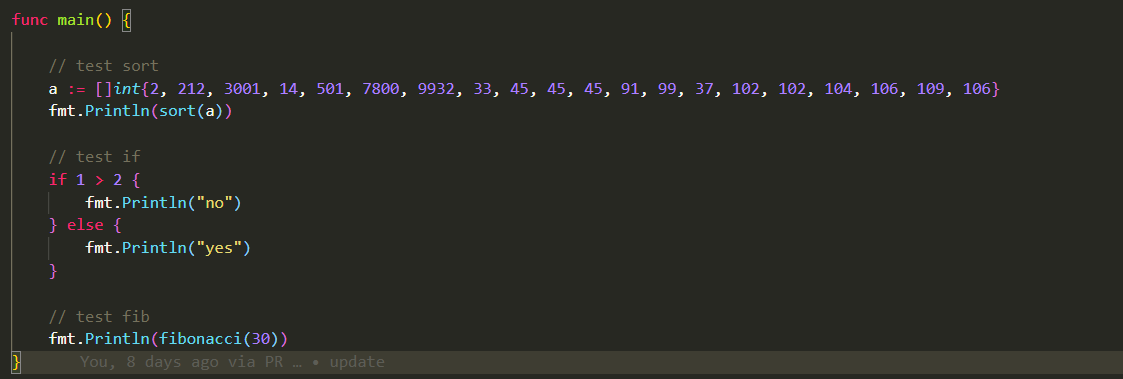 func main() {
// test sort
a := []int{2, 212, 3001, 14, 501, 7800, 9932, 33, 45, 45, 45, 91, 99, 37, 102, 102, 104, 106, 109, 106}
fmt.Println(sort(a))
// test if
if 1 > 2 {
fmt.Println("no")
} else {
fmt.Println("yes")
}
// test fib
fmt.Println(fibonacci(30))
} You, 8 days ago via PR … • update